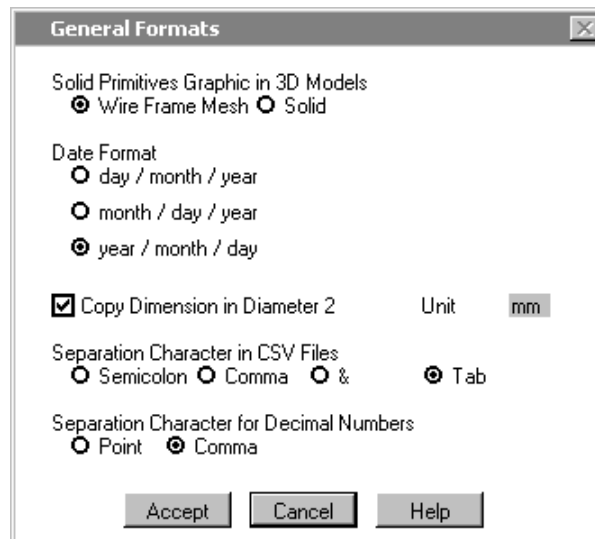 General Formats
Solid Primitives Graphic in 3D Models
Wire Frame Mesh Solid
Date Format
day / month / year
month / day / year
year / month / day
Copy Dimension in Diameter 2 Unit mm
Separation Character in CSV Files
Semicolon Comma & Tab
Separation Character for Decimal Numbers
Point Comma
Accept Cancel Help